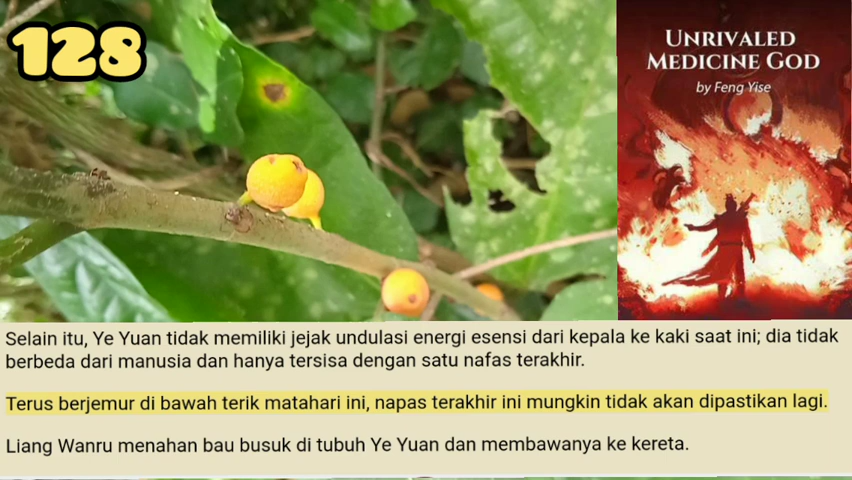 128
UNRIVALED
MEDICINE GOD
by Feng Yise
Selain itu, Ye Yuan tidak memiliki jejak undulasi energi esensi dari kepala ke kaki saat ini; dia tidak
berbeda dari manusia dan hanya tersisa dengan satu nafas terakhir.
Terus berjemur di bawah terik matahari ini, napas terakhir ini mungkin tidak akan dipastikan lagi.
Liang Wanru menahan bau busuk di tubuh Ye Yuan dan membawanya ke kereta.